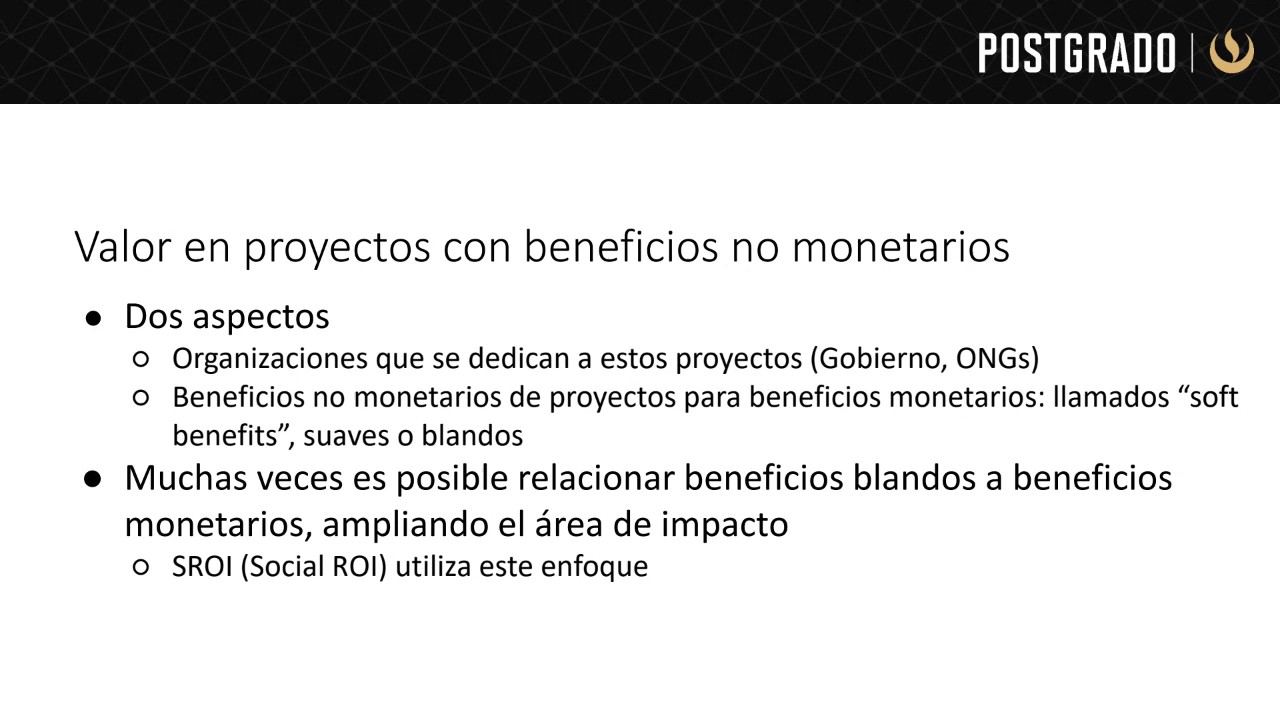 POSTGRADO
Valor en proyectos con beneficios no monetarios
● Dos aspectos
○ Organizaciones que se dedican a estos proyectos (Gobierno, ONGs)
○ Beneficios no monetarios de proyectos para beneficios monetarios: llamados “soft
benefits”, suaves o blandos
● Muchas veces es posible relacionar beneficios blandos a beneficios
monetarios, ampliando el área de impacto
○ SROI (Social ROI) utiliza este enfoque